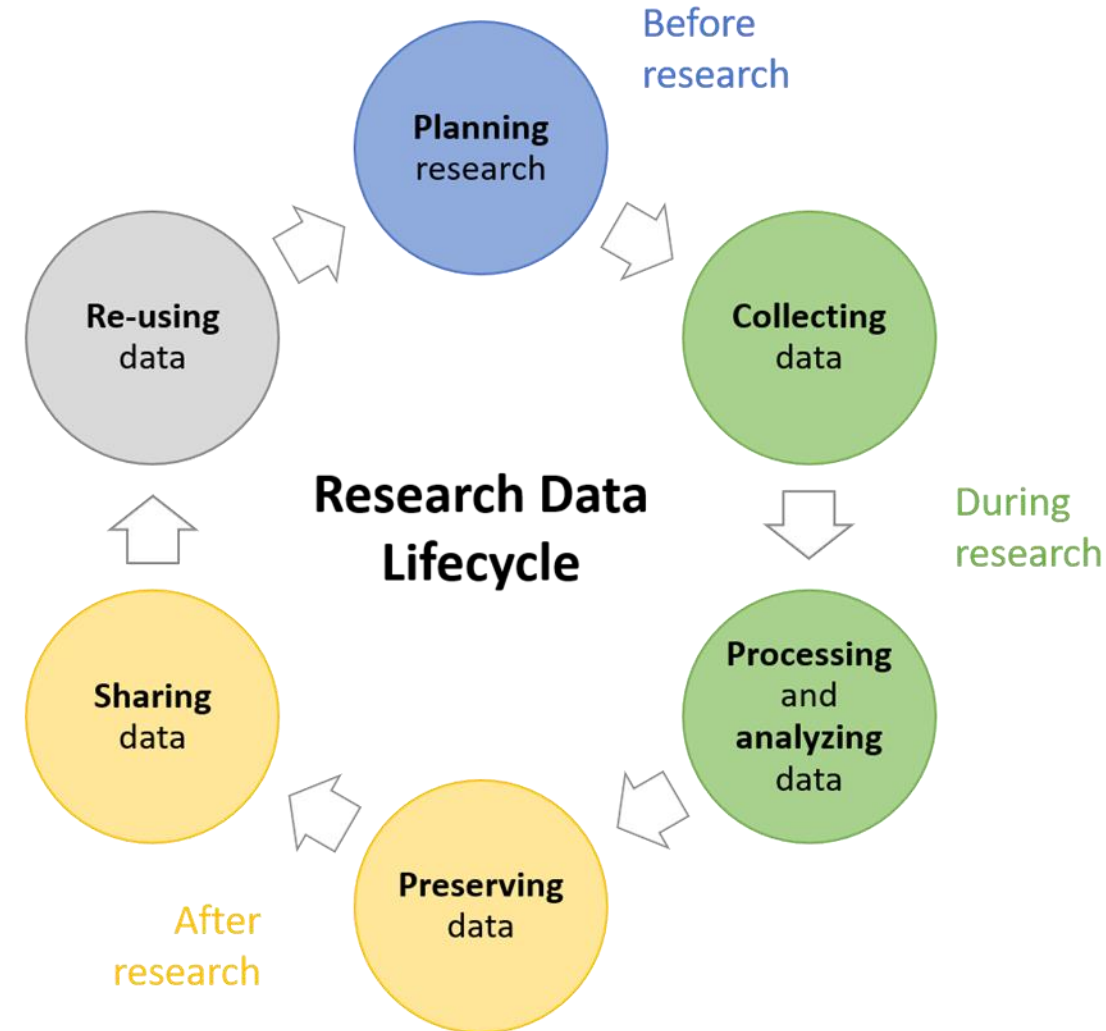 Before
research
Planning
research
Collecting
data
During
research
Processing
and
analyzing
data
Preserving
data
After
research
Sharing
data
Re-using
data
Research Data
Lifecycle